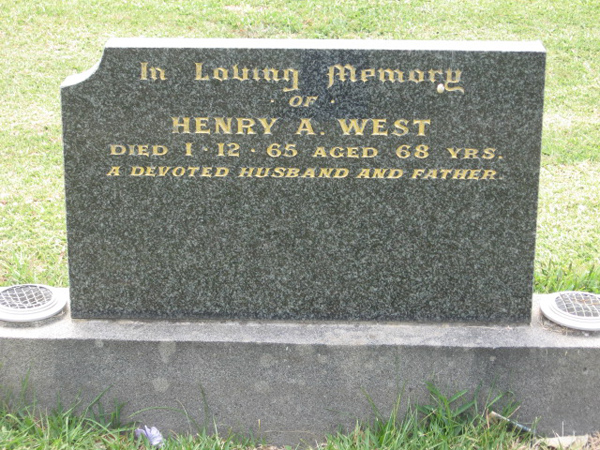 In Loving Memory
· OF ·
HENRY A. WEST
DIED 1 · 12 · 65 AGED 68 YRS.
A DEVOTED HUSBAND AND FATHER.